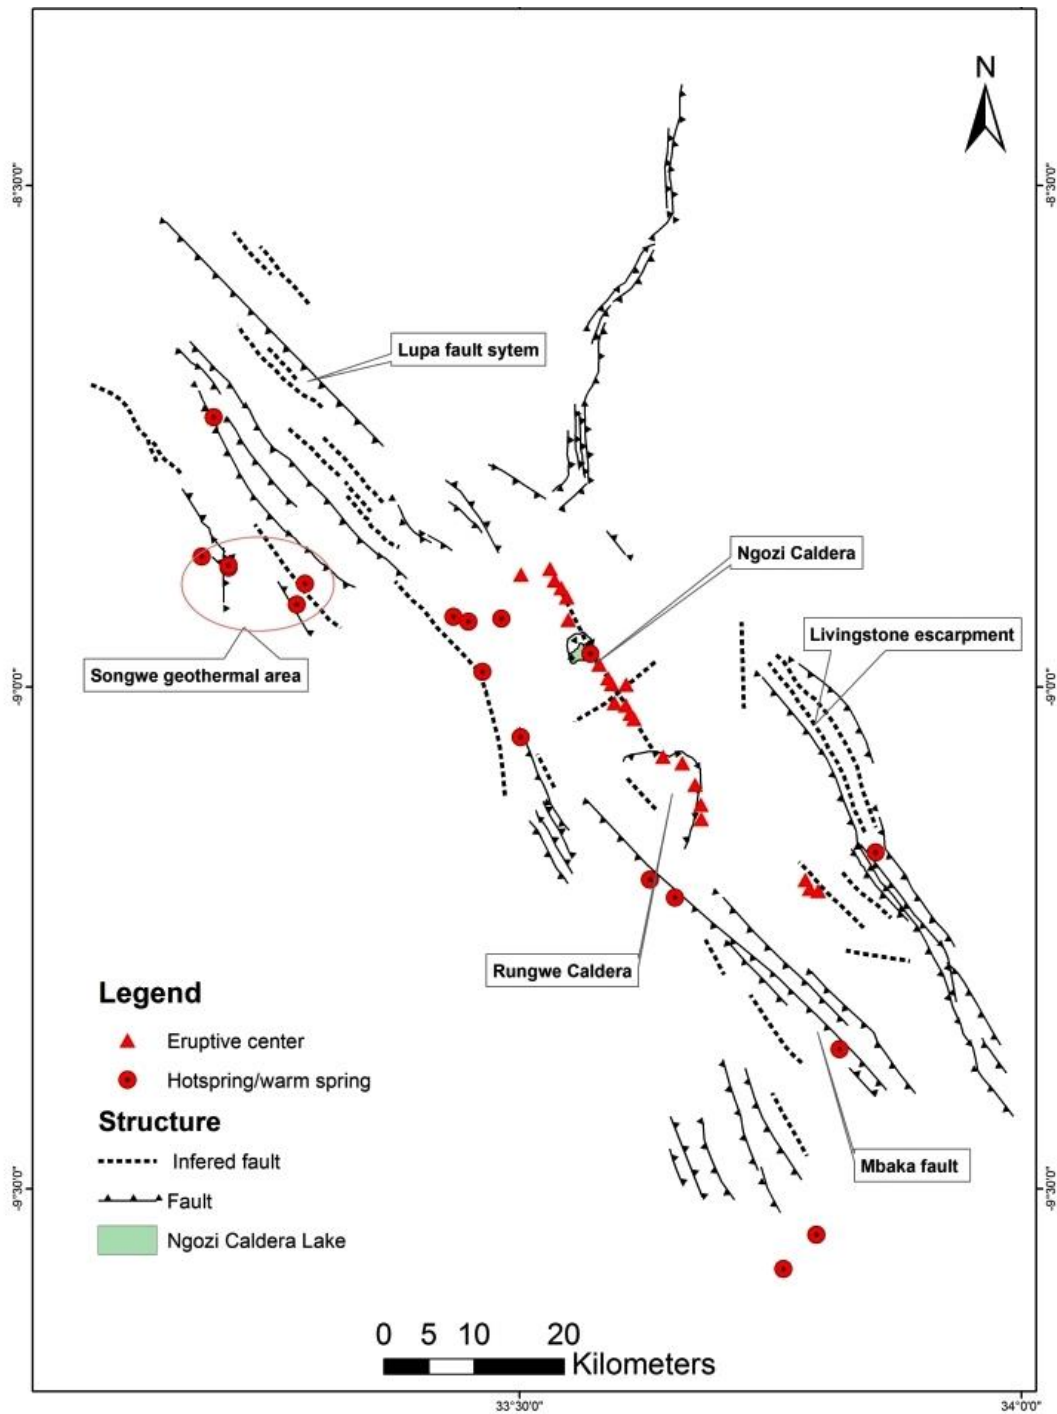 N
-8°30'0"
-8°30'0"
Lupa fault sytem
Ngozi Caldera
Livingstone escarpment
Songwe geothermal area
-9°0'0"
-9°0'0"
Rungwe Caldera
Legend
Eruptive center
Hotspring/warm spring
Structure
Infered fault
Fault
Ngozi Caldera Lake
Mbaka fault
-9°30'0"
-9°30'0"
0 5 10 20
Kilometers
33°30'0"
34°0'0"